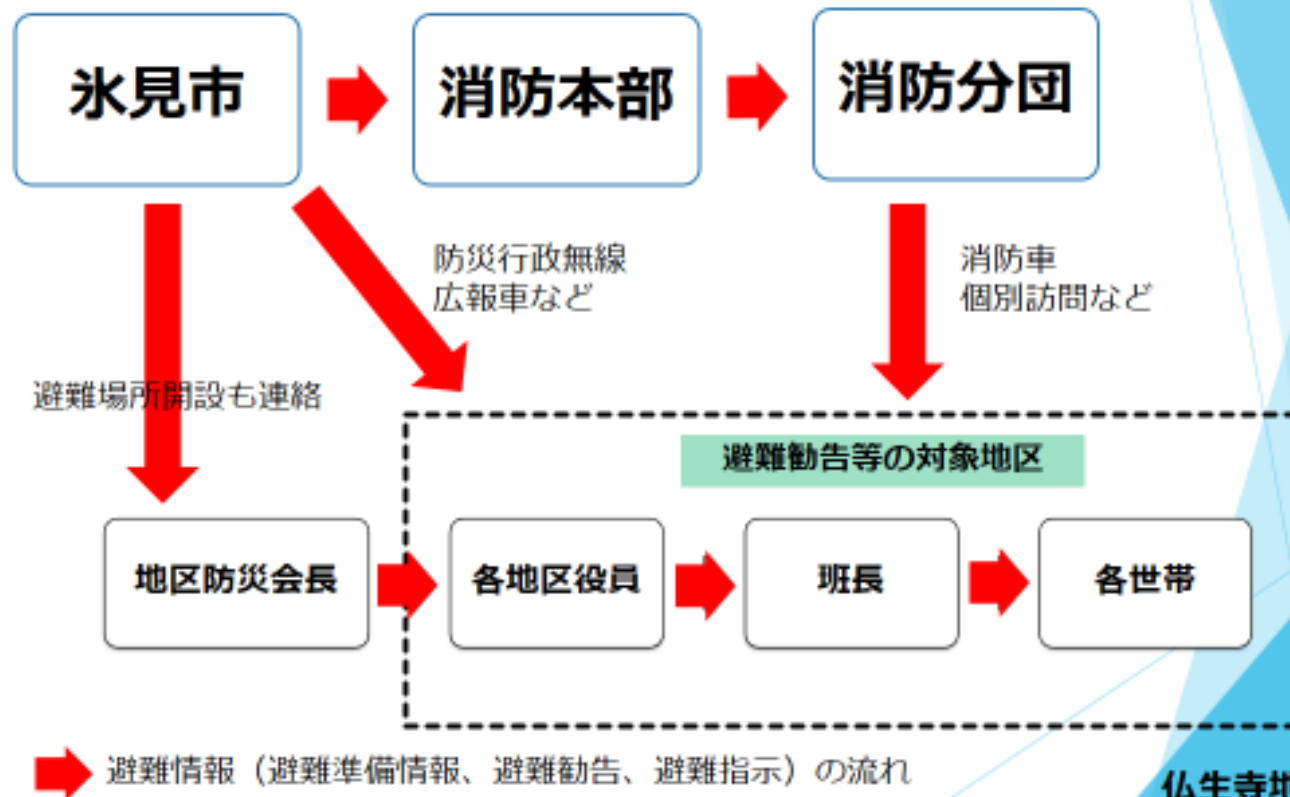 氷見市
消防本部
消防分団
防災行政無線
広報車など
消防車
個別訪問など
避難場所開設も連絡
避難勧告等の対象地区
地区防災会長
各地区役員
班長
各世帯
避難情報（避難準備情報、避難勧告、避難指示）の流れ
仏生寺地